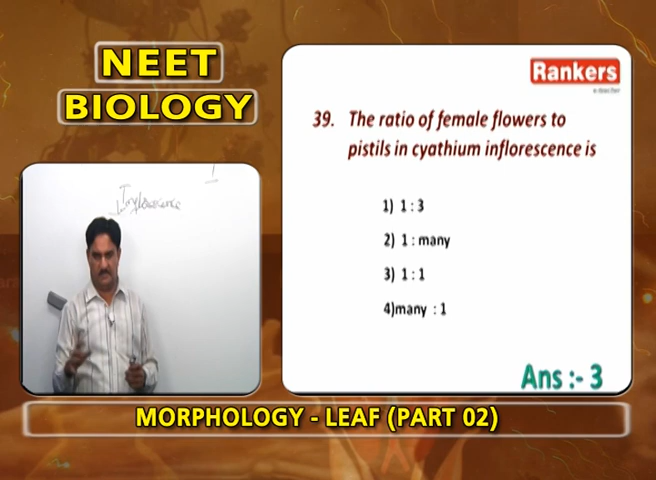 NEET
BIOLOGY
Rankers
39. The ratio of female flowers to
pistils in cyathium inflorescence is
1) 1 : 3
2) 1 : many
3) 1 : 1
4)many : 1
Ans :- 3
Inflorescence
MORPHOLOGY - LEAF (PART 02)